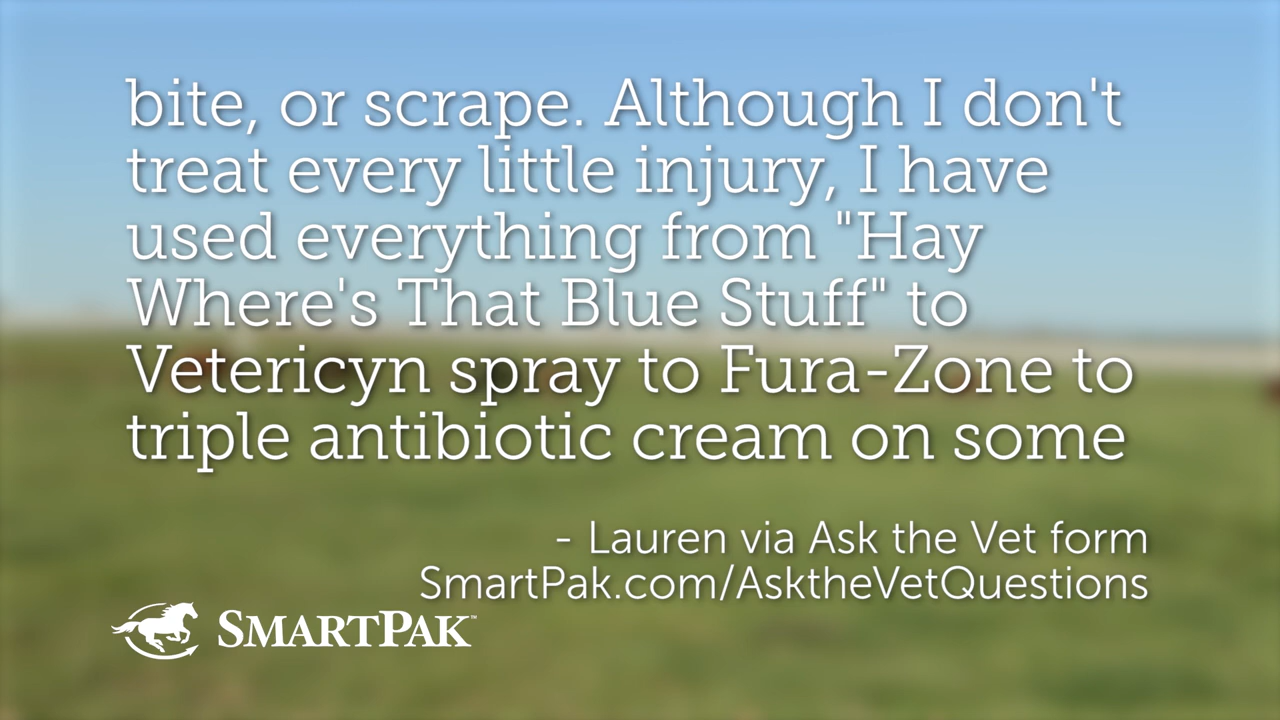 bite, or scrape. Although I don't
treat every little injury, I have
used everything from "Hay
Where's That Blue Stuff" to
Vetericyn spray to Fura-Zone to
triple antibiotic cream on some
- Lauren via Ask the Vet form
SmartPak.com/AsktheVetQuestions
SMARTPAK™